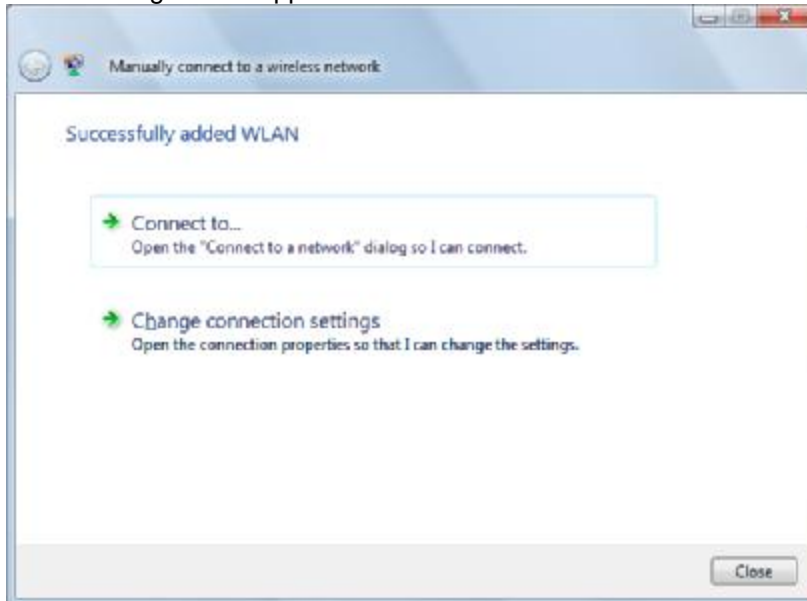 Manually connect to a wireless network
Successfully added WLAN
Connect to...
Open the "Connect to a network" dialog so I can connect.
Change connection settings
Open the connection properties so that I can change the settings.
Close